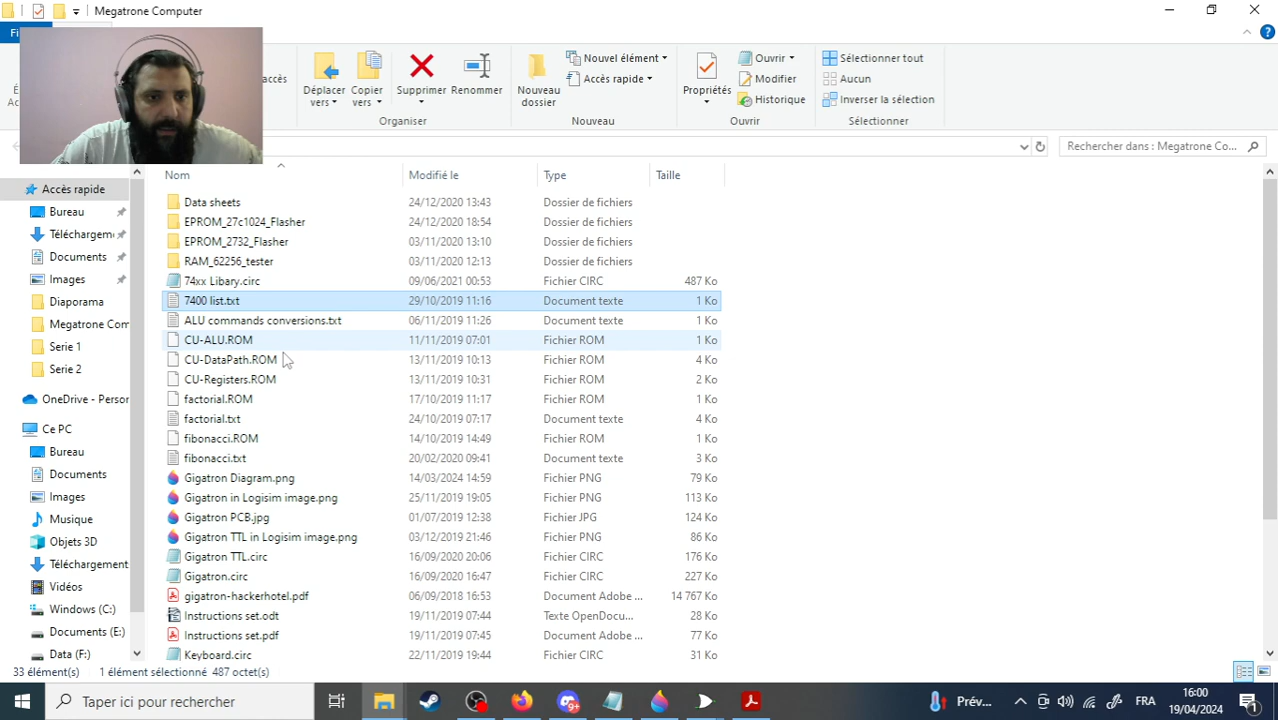 Megatrone Computer
Fi
accès
Déplacer vers
Copier vers
Supprimer
Renommer
Organiser
Nouveau dossier
Nouvel élément
Accès rapide
Nouveau
Propriétés
Ouvrir
Modifier
Historique
Ouvrir
Sélectionner tout
Aucun
Inverser la sélection
Sélectionner
Rechercher dans : Megatrone Co...
Nom Modifié le Type Taille
Accès rapide
Bureau
Téléchargem
Documents
Images
Diaporama
Megatrone Com
Serie 1
Serie 2
OneDrive - Person
Ce PC
Bureau
Documents
Images
Musique
Objets 3D
Téléchargement
Vidéos
Windows (C:)
Documents (E:)
Data (F:)
Data sheets 24/12/2020 13:43 Dossier de fichiers
EPROM_27c1024_Flasher 24/12/2020 18:54 Dossier de fichiers
EPROM_2732_Flasher 03/11/2020 13:10 Dossier de fichiers
RAM_62256_tester 03/11/2020 12:13 Dossier de fichiers
74xx Libary.circ 09/06/2021 00:53 Fichier CIRC 487 Ko
7400 list.txt 29/10/2019 11:16 Document texte 1 Ko
ALU commands conversions.txt 06/11/2019 11:26 Document texte 1 Ko
CU-ALU.ROM 11/11/2019 07:01 Fichier ROM 1 Ko
CU-DataPath.ROM 13/11/2019 10:13 Fichier ROM 4 Ko
CU-Registers.ROM 13/11/2019 10:31 Fichier ROM 2 Ko
factorial.ROM 17/10/2019 11:17 Fichier ROM 1 Ko
factorial.txt 24/10/2019 07:17 Document texte 4 Ko
fibonacci.ROM 14/10/2019 14:49 Fichier ROM 1 Ko
fibonacci.txt 20/02/2020 09:41 Document texte 3 Ko
Gigatron Diagram.png 14/03/2024 14:59 Fichier PNG 79 Ko
Gigatron in Logisim image.png 25/11/2019 19:05 Fichier PNG 113 Ko
Gigatron PCB.jpg 01/07/2019 12:38 Fichier JPG 124 Ko
Gigatron TTL in Logisim image.png 03/12/2019 21:46 Fichier PNG 86 Ko
Gigatron TTL.circ 16/09/2020 20:06 Fichier CIRC 176 Ko
Gigatron.circ 16/09/2020 16:47 Fichier CIRC 227 Ko
gigatron-hackerhotel.pdf 06/09/2018 16:53 Document Adobe ... 14 767 Ko
Instructions set.odt 19/11/2019 07:44 Texte OpenDocu... 28 Ko
Instructions set.pdf 19/11/2019 07:45 Document Adobe ... 77 Ko
Keyboard.circ 22/11/2019 19:44 Fichier CIRC 31 Ko
33 élément(s) 1 élément sélectionné 487 octet(s)
Taper ici pour rechercher
Prév...
FRA
16:00
19/04/2024
1